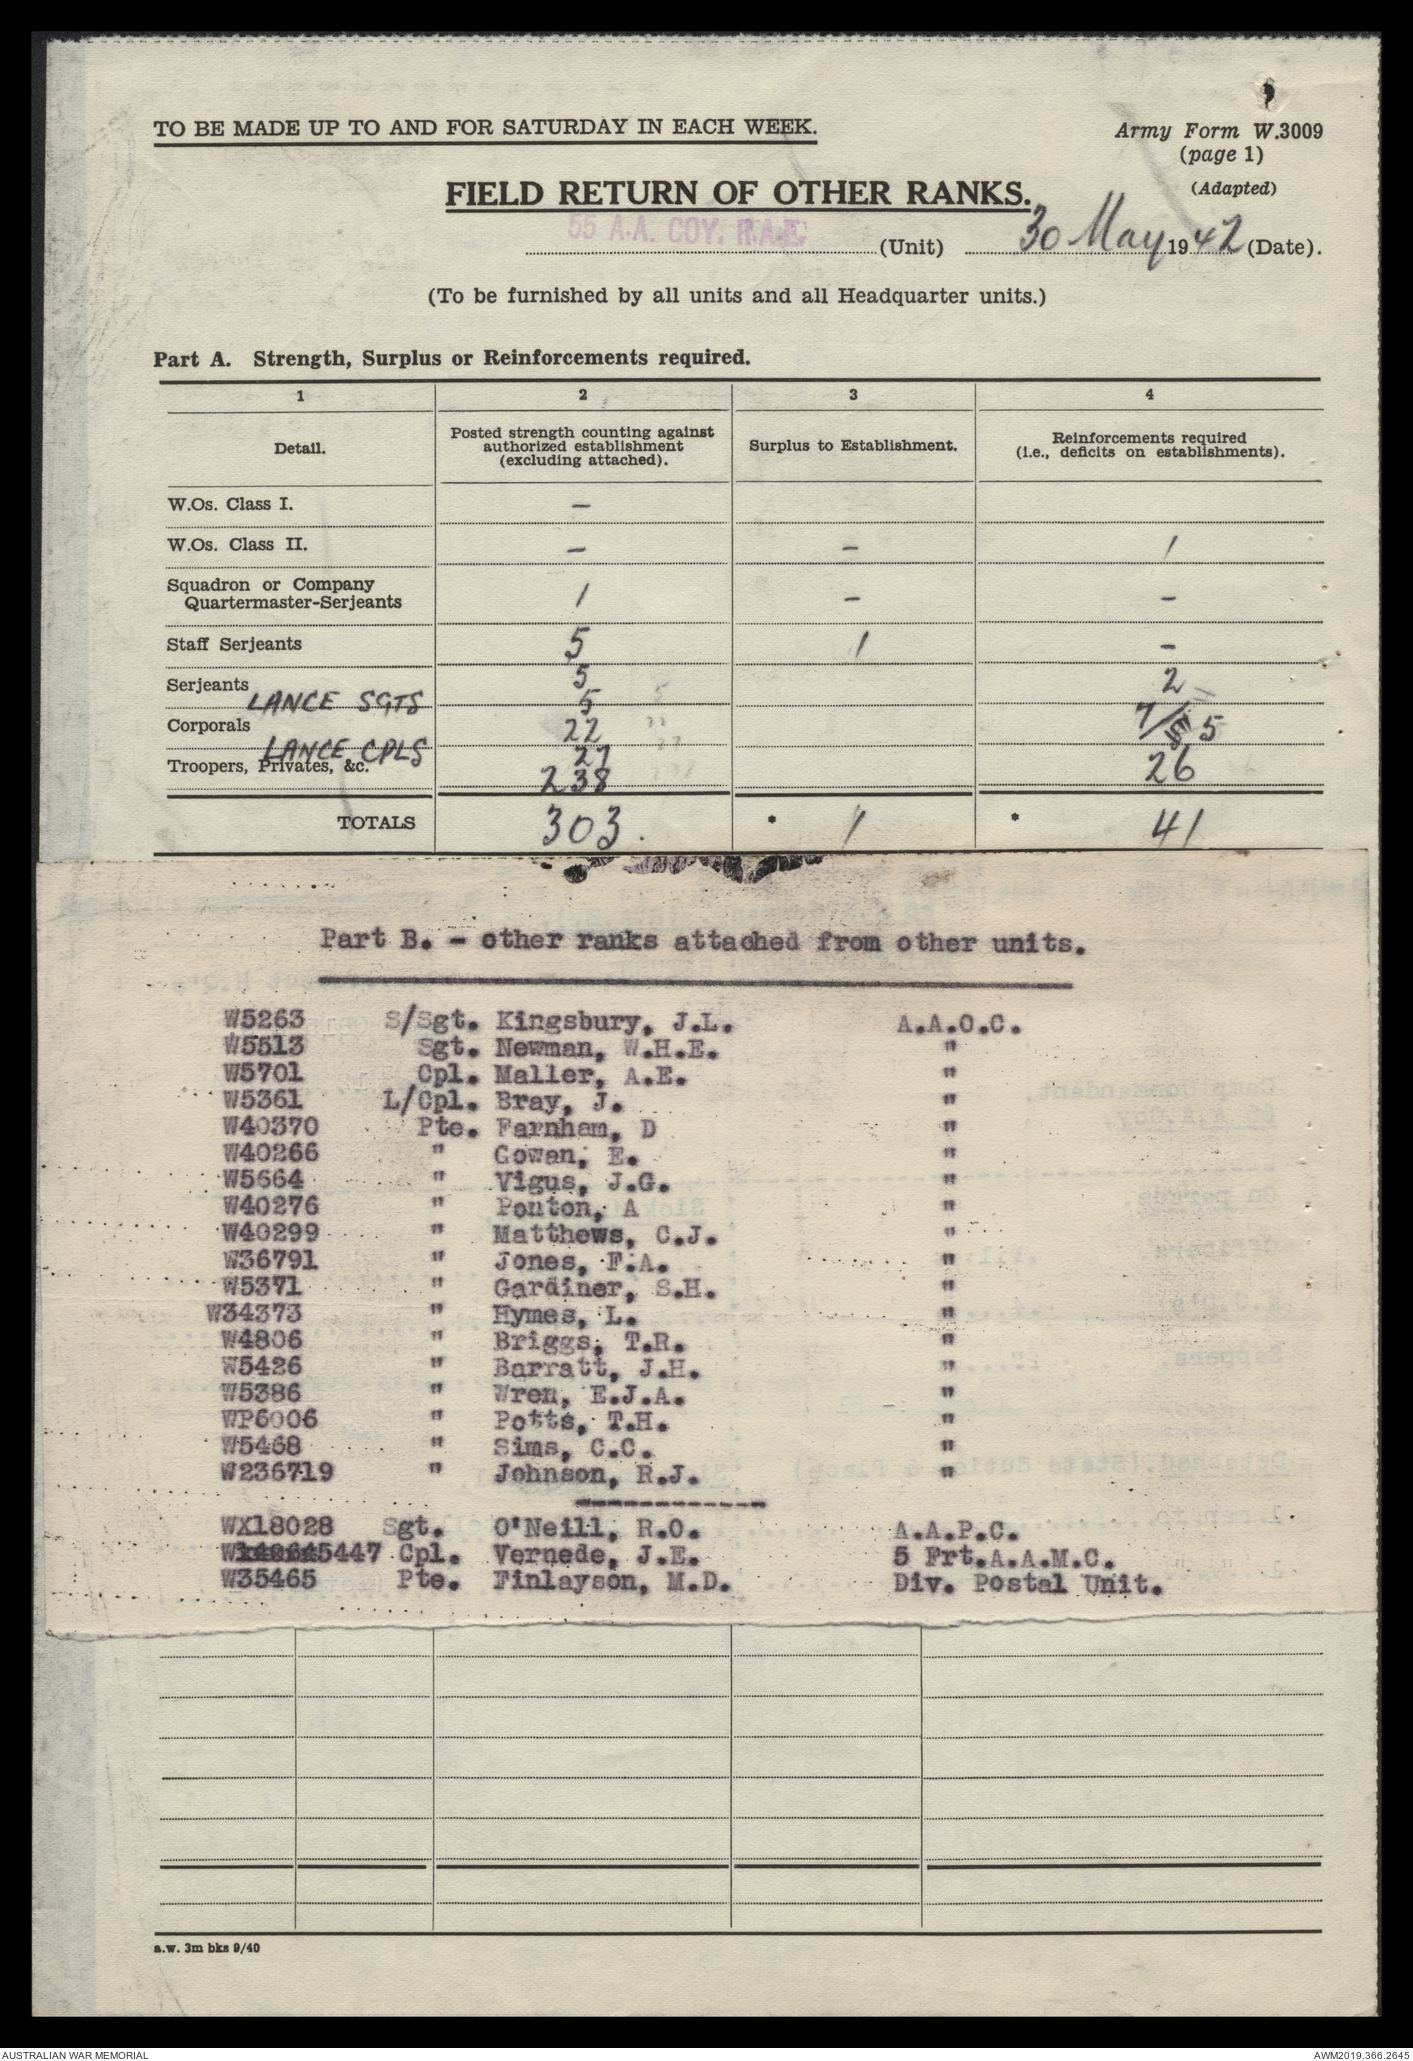 TO BE MADE UP TO AND FOR SATURDAY IN EACH WEEK.
Army Form W.3009
(page 1)
(Adapted)
FIELD RETURN OF OTHER RANKS.
55 A.A. COY. R.A.E. (Unit) 30 May 1942 (Date).
(To be furnished by all units and all Headquarter units.)
Part A. Strength, Surplus or Reinforcements required.
1 2 3 4
Detail. Posted strength counting against authorized establishment (excluding attached). Surplus to Establishment. Reinforcements required (i.e., deficits on establishments).
W.Os. Class I. –
W.Os. Class II. – – 1
Squadron or Company Quartermaster-Serjeants 1 – –
Staff Serjeants 5 1 –
Serjeants 5 2
LANCE SGTS 5
Corporals 22 7/5
LANCE CPLS 27
Troopers, Privates, &c. 238 26
TOTALS 303. * 1 * 41
Part B. - other ranks attached from other units.
W5263 S/Sgt. Kingsbury, J.L. A.A.O.C.
W5513 Sgt. Newman, W.H.E. "
W5701 Cpl. Maller, A.E. "
W5361 L/Cpl. Bray, J. "
W40370 Pte. Farnham, D "
W40266 " Gowan, E. "
W5664 " Vigus, J.G. "
W40276 " Ponton, A "
W40299 " Matthews, C.J. "
W36791 " Jones, F.A. "
W5371 " Gardiner, S.H. "
W34373 " Hymes, L. "
W4806 " Briggs, T.R. "
W5426 " Barratt, J.H. "
W5386 " Wren, E.J.A. "
WP6006 " Potts, T.H. "
W5468 " Sims, C.C. "
W236719 " Johnson, R.J. "
WX18028 Sgt. O'Neill, R.O. A.A.P.C.
5447 Cpl. Vernede, J.E. 5 Frt.A.A.M.C.
W35465 Pte. Finlayson, M.D. Div. Postal Unit.
a.w. 3m bks 9/40
AUSTRALIAN WAR MEMORIAL
AWM2019.366.2645